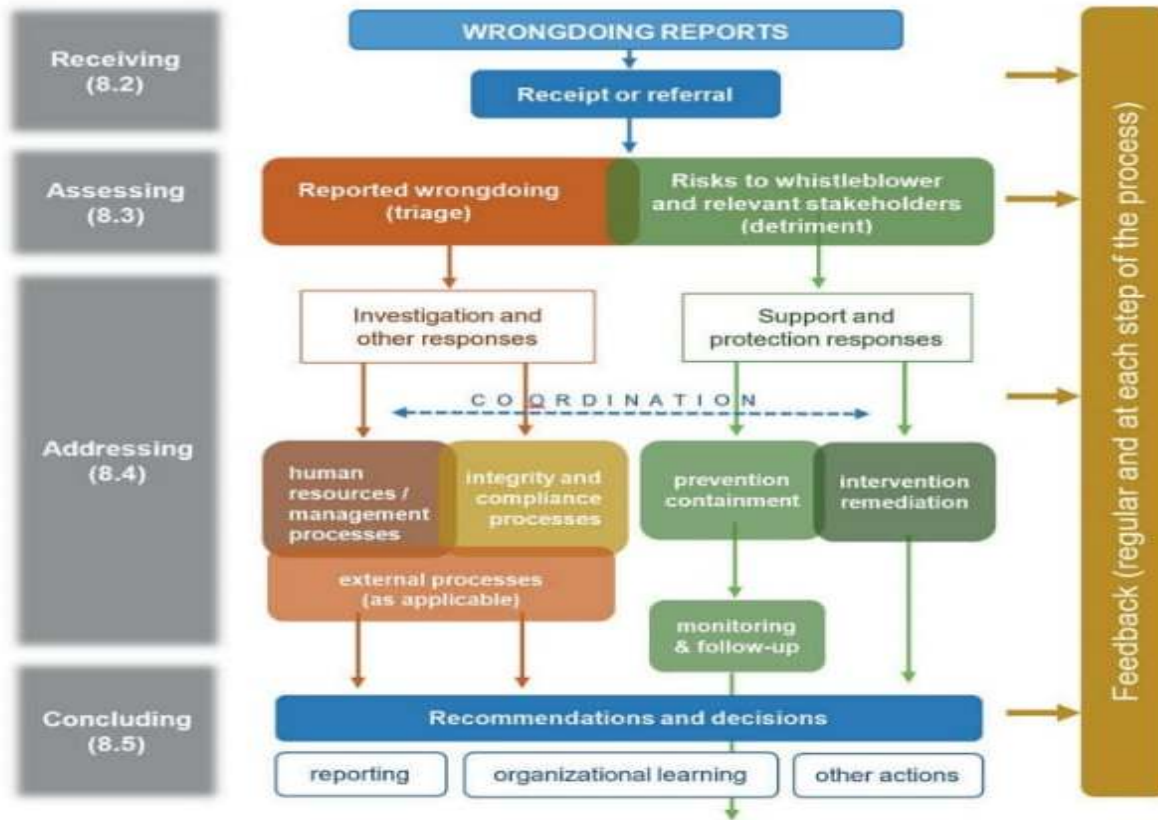 WRONGDOING REPORTS
Receiving
(8.2)
Receipt or referral
Assessing
(8.3)
Reported wrongdoing
(triage)
Risks to whistleblower
and relevant stakeholders
(detriment)
Investigation and
other responses
Support and
protection responses
COORDINATION
Addressing
(8.4)
human
resources /
management
processes
integrity and
compliance
processes
prevention
containment
intervention
remediation
external processes
(as applicable)
monitoring
& follow-up
Concluding
(8.5)
Recommendations and decisions
reporting
organizational learning
other actions
Feedback (regular and at each step of the process)